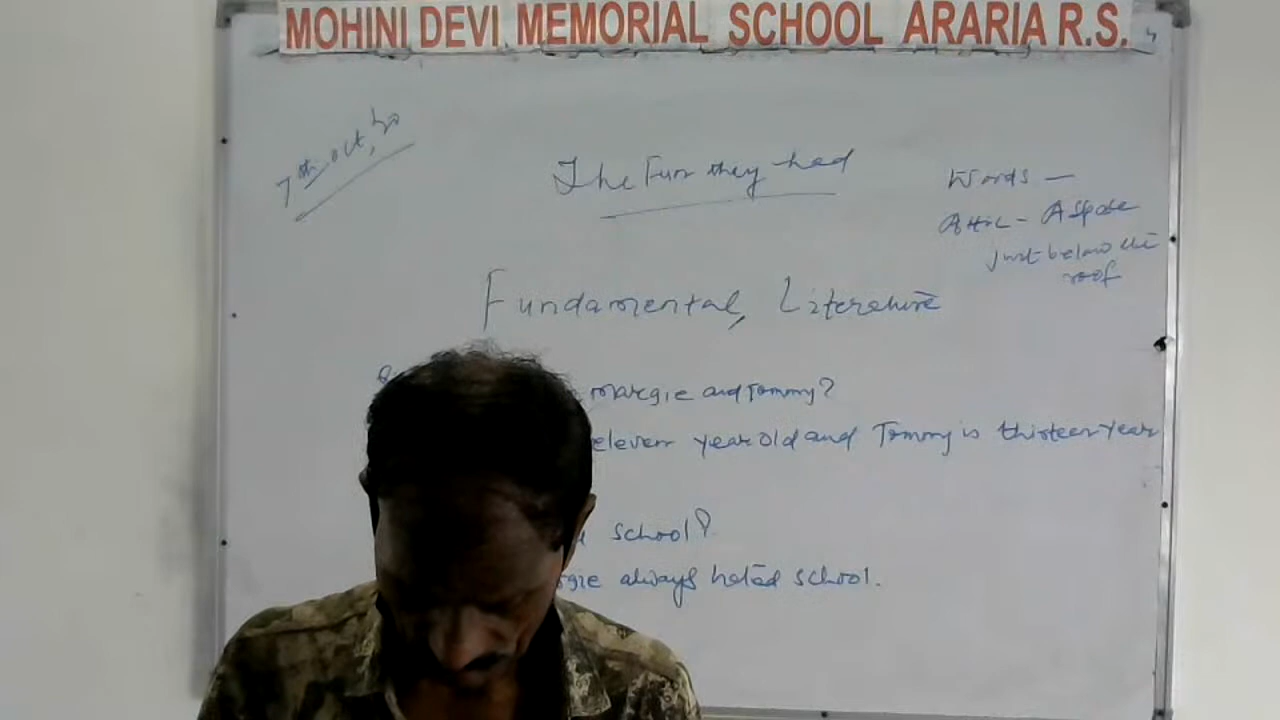 MOHINI DEVI MEMORIAL SCHOOL ARARIA R.S.
7th Oct, 20
The Fun they had
Words —
Attic - A space
just below the
roof
Fundamental, Literature
margie and Tommy?
eleven year old and Tommy is thirteen year
school?
always hated school.